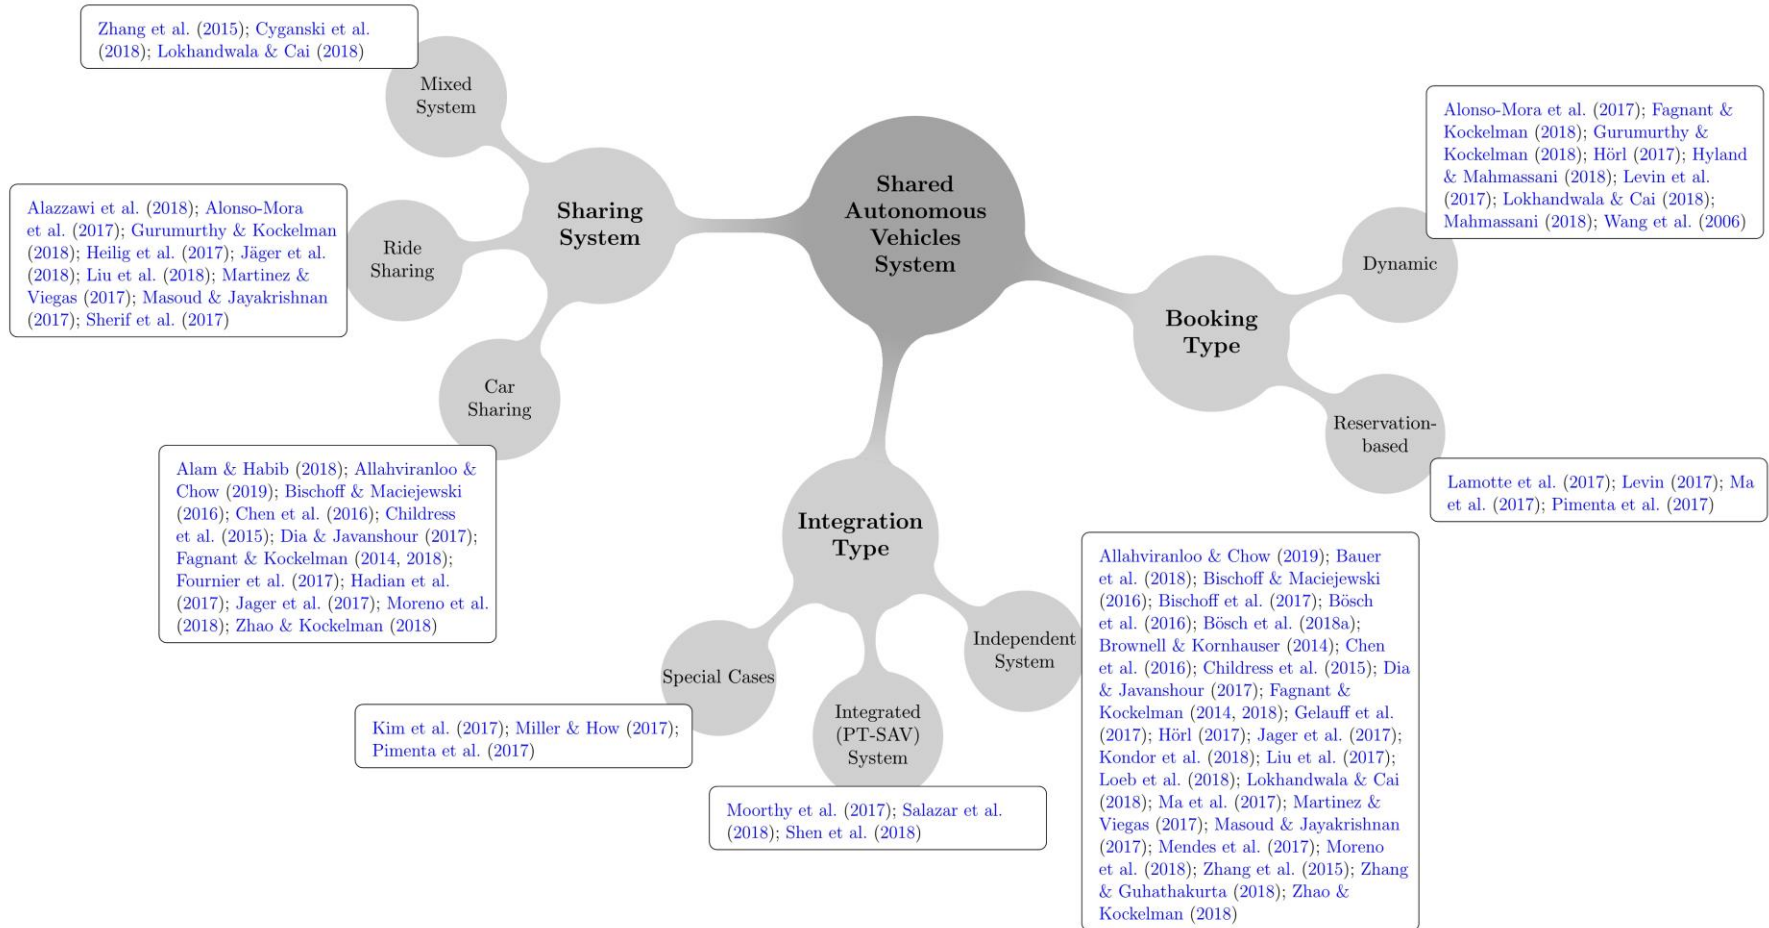 Zhang et al. (2015); Cyganski et al.
(2018); Lokhandwala & Cai (2018)
Mixed
System
Alazzawi et al. (2018); Alonso-Mora
et al. (2017); Gurumurthy & Kockelman
(2018); Heilig et al. (2017); Jäger et al.
(2018); Liu et al. (2018); Martinez &
Viegas (2017); Masoud & Jayakrishnan
(2017); Sherif et al. (2017)
Ride
Sharing
Sharing
System
Car
Sharing
Alam & Habib (2018); Allahviranloo &
Chow (2019); Bischoff & Maciejewski
(2016); Chen et al. (2016); Childress
et al. (2015); Dia & Javanshour (2017);
Fagnant & Kockelman (2014, 2018);
Fournier et al. (2017); Hadian et al.
(2017); Jager et al. (2017); Moreno et al.
(2018); Zhao & Kockelman (2018)
Shared
Autonomous
Vehicles
System
Booking
Type
Alonso-Mora et al. (2017); Fagnant &
Kockelman (2018); Gurumurthy &
Kockelman (2018); Hörl (2017); Hyland
& Mahmassani (2018); Levin et al.
(2017); Lokhandwala & Cai (2018);
Mahmassani (2018); Wang et al. (2006)
Dynamic
Reservation-
based
Lamotte et al. (2017); Levin (2017); Ma
et al. (2017); Pimenta et al. (2017)
Integration
Type
Special Cases
Kim et al. (2017); Miller & How (2017);
Pimenta et al. (2017)
Integrated
(PT-SAV)
System
Moorthy et al. (2017); Salazar et al.
(2018); Shen et al. (2018)
Independent
System
Allahviranloo & Chow (2019); Bauer
et al. (2018); Bischoff & Maciejewski
(2016); Bischoff et al. (2017); Bösch
et al. (2016); Bösch et al. (2018a);
Brownell & Kornhauser (2014); Chen
et al. (2016); Childress et al. (2015); Dia
& Javanshour (2017); Fagnant &
Kockelman (2014, 2018); Gelauff et al.
(2017); Hörl (2017); Jager et al. (2017);
Kondor et al. (2018); Liu et al. (2017);
Loeb et al. (2018); Lokhandwala & Cai
(2018); Ma et al. (2017); Martinez &
Viegas (2017); Masoud & Jayakrishnan
(2017); Mendes et al. (2017); Moreno
et al. (2018); Zhang et al. (2015); Zhang
& Guhathakurta (2018); Zhao &
Kockelman (2018)